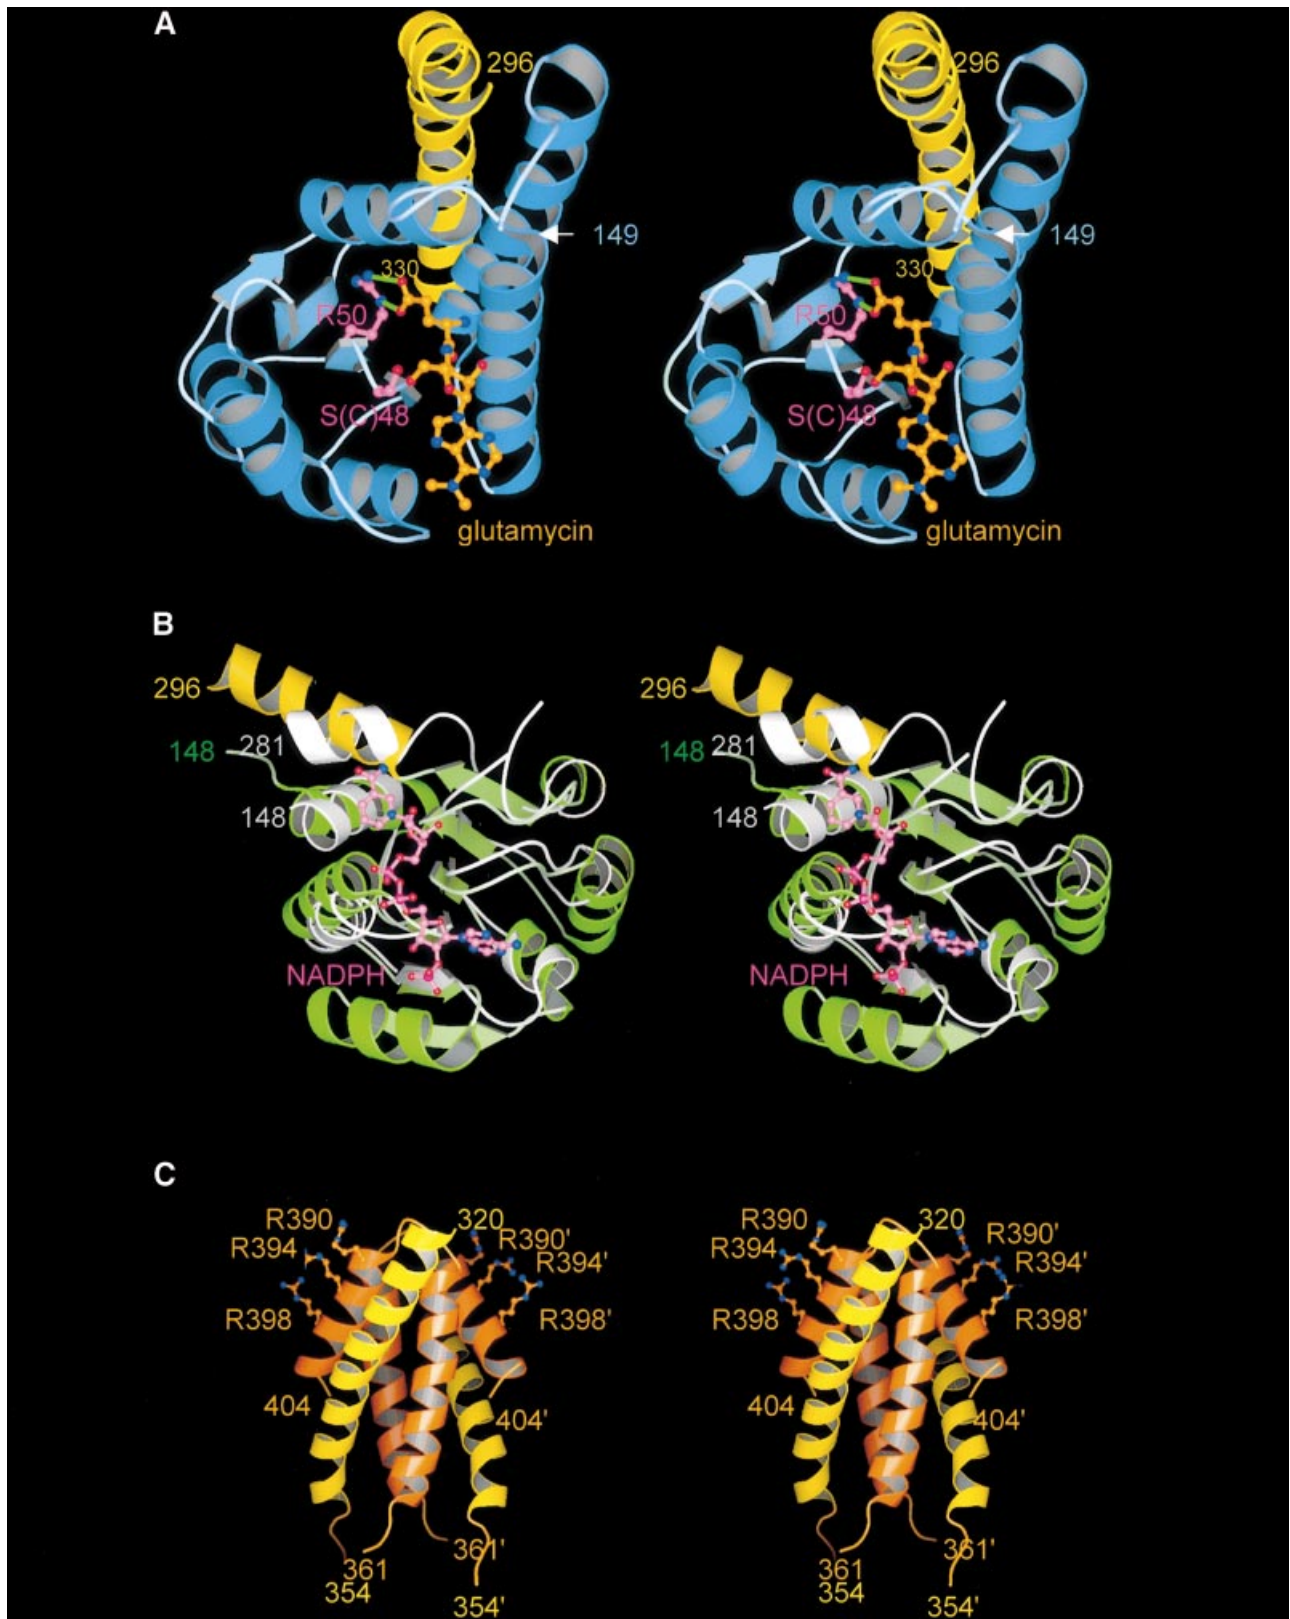 A
296 296
149 149
330 330
R50 R50
S(C)48 S(C)48
glutamycin glutamycin
B
296 296
148 281 148 281
148 148
NADPH NADPH
C
R390 320 R390' R390 320 R390'
R394 R394' R394 R394'
R398 R398' R398 R398'
404 404' 404 404'
361 361' 361 361'
354 354' 354 354'